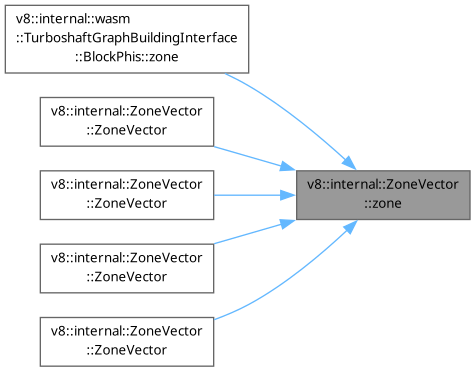 v8::internal::wasm
::TurboshaftGraphBuildingInterface
::BlockPhis::zone
v8::internal::ZoneVector
::ZoneVector
v8::internal::ZoneVector
::ZoneVector
v8::internal::ZoneVector
::zone
v8::internal::ZoneVector
::ZoneVector
v8::internal::ZoneVector
::ZoneVector